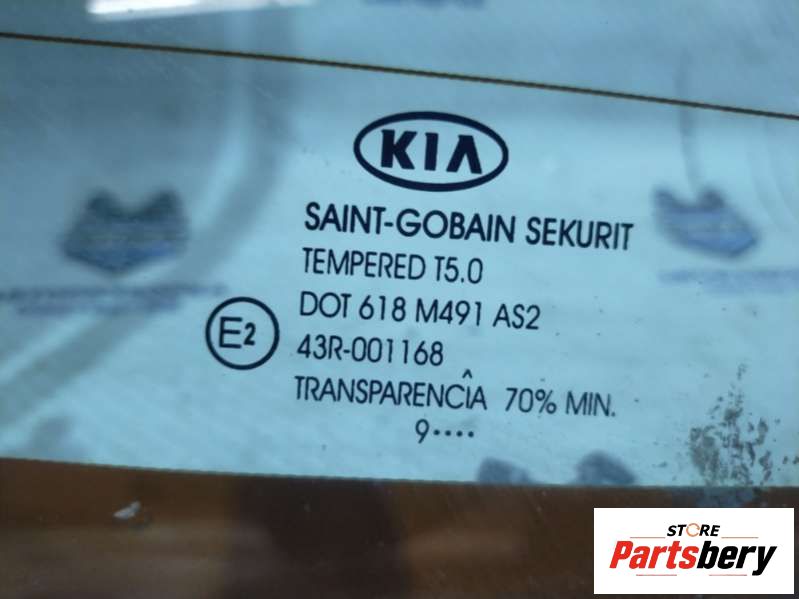 KIA
SAINT-GOBAIN SEKURIT
TEMPERED T5.0
DOT 618 M491 AS2
E2
43R-001168
TRANSPARENCIA 70% MIN.
9····
STORE
Partsbery